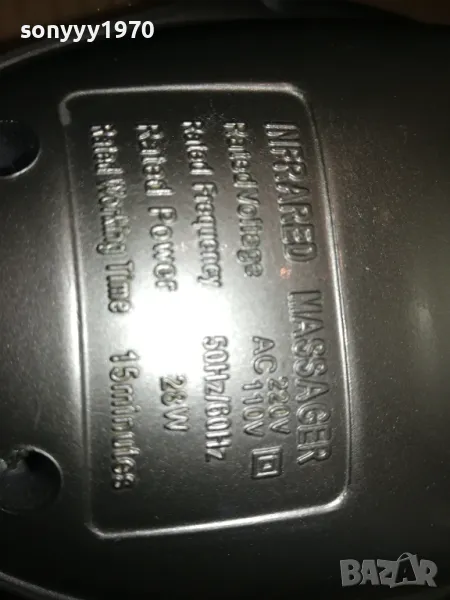 sonyyy1970
INFRARED MASSAGER
Rated Voltage 220V
AC 110V
Rated Frequency 50Hz/60Hz
Rated Power 28W
Rated Working Time 15minutes
BAZAR